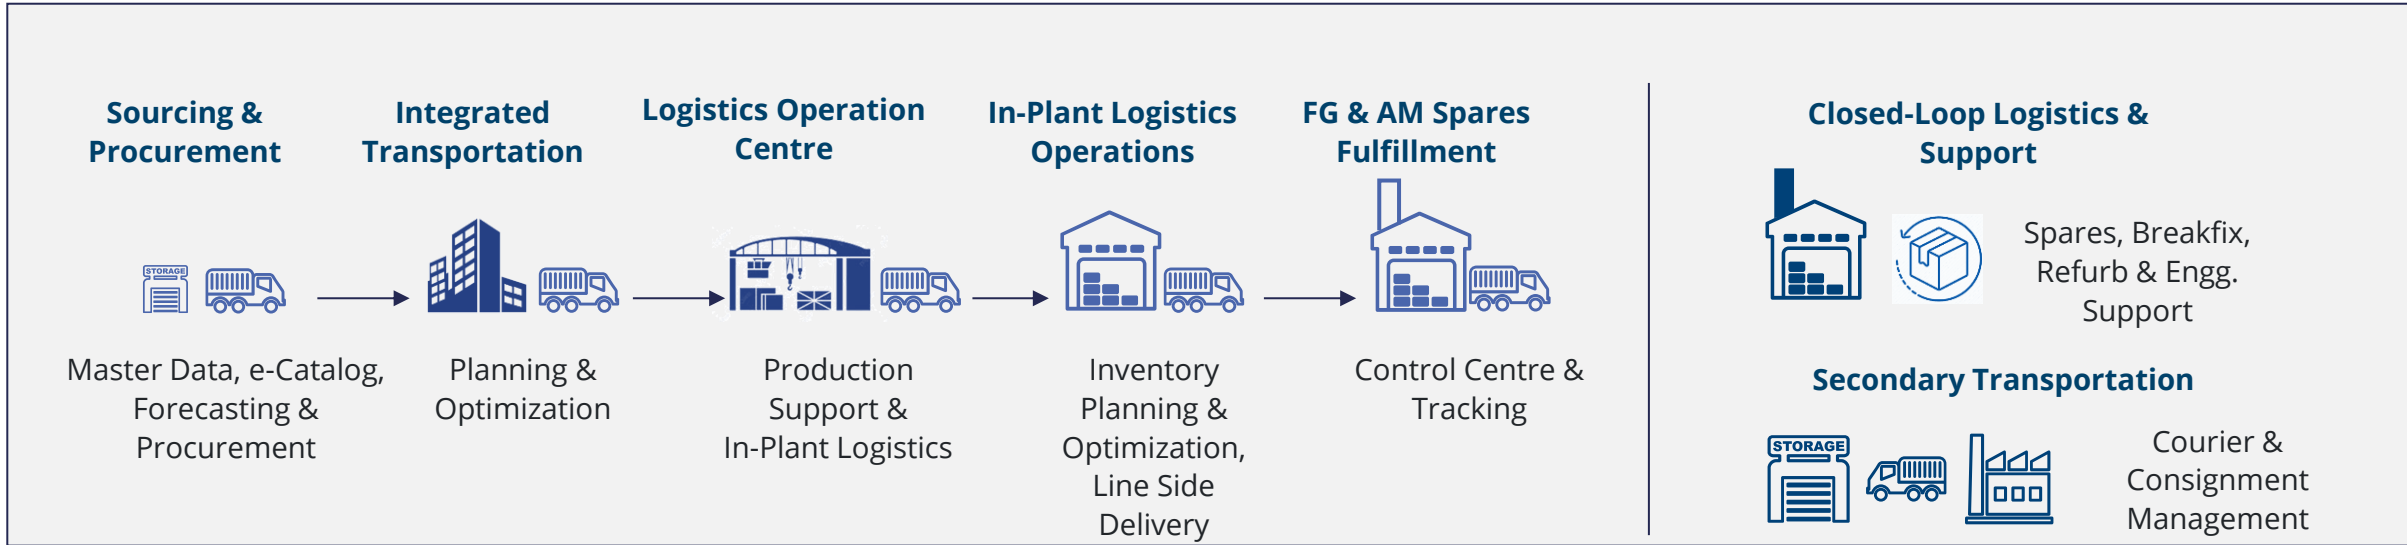 Sourcing &
Procurement
Integrated
Transportation
Logistics Operation
Centre
In-Plant Logistics
Operations
FG & AM Spares
Fulfillment
STORAGE
Master Data, e-Catalog,
Forecasting &
Procurement
Planning &
Optimization
Production
Support &
In-Plant Logistics
Inventory
Planning &
Optimization,
Line Side
Delivery
Control Centre &
Tracking
Closed-Loop Logistics &
Support
Spares, Breakfix,
Refurb & Engg.
Support
Secondary Transportation
STORAGE
Courier &
Consignment
Management